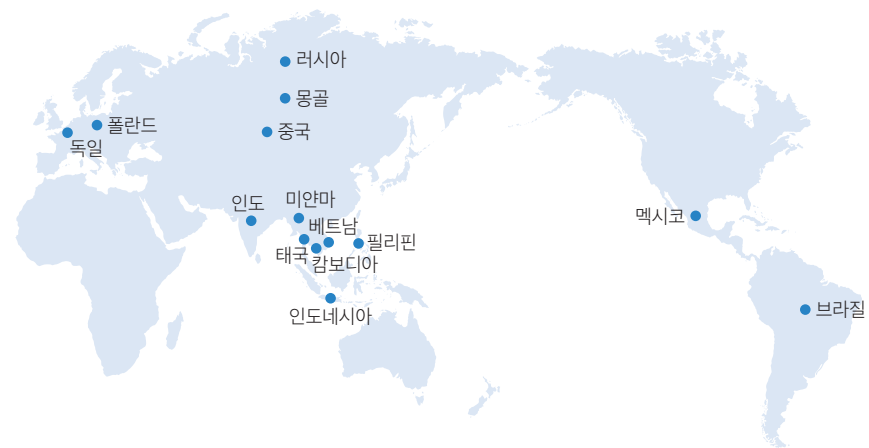 러시아
몽골
폴란드
중국
독일
인도
미얀마
멕시코
베트남
필리핀
태국
캄보디아
브라질
인도네시아